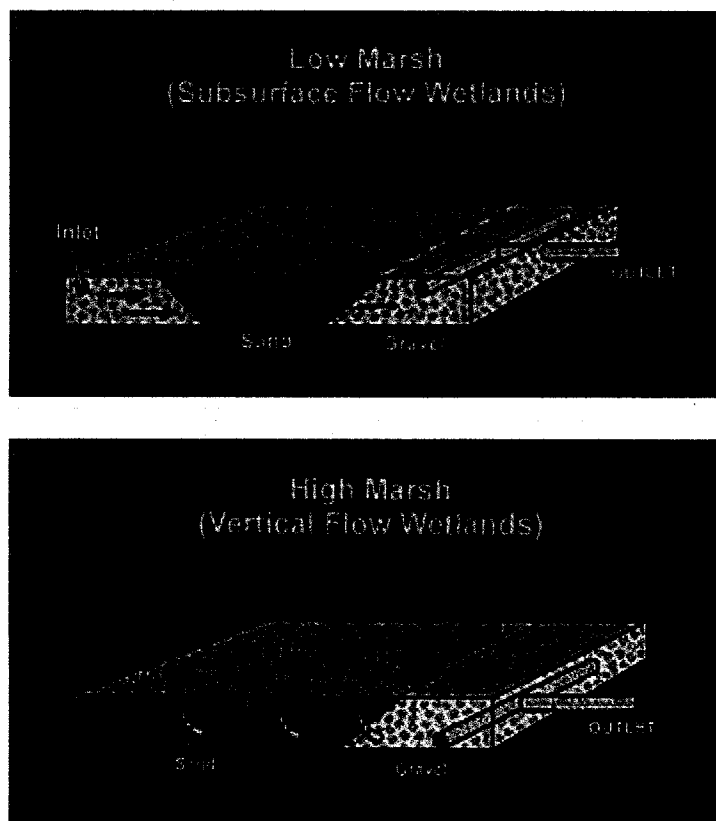 Low Marsh
(Subsurface Flow Wetlands)
Inlet
OUTLET
Sand
Gravel
High Marsh
(Vertical Flow Wetlands)
OUTLET
Sand
Gravel